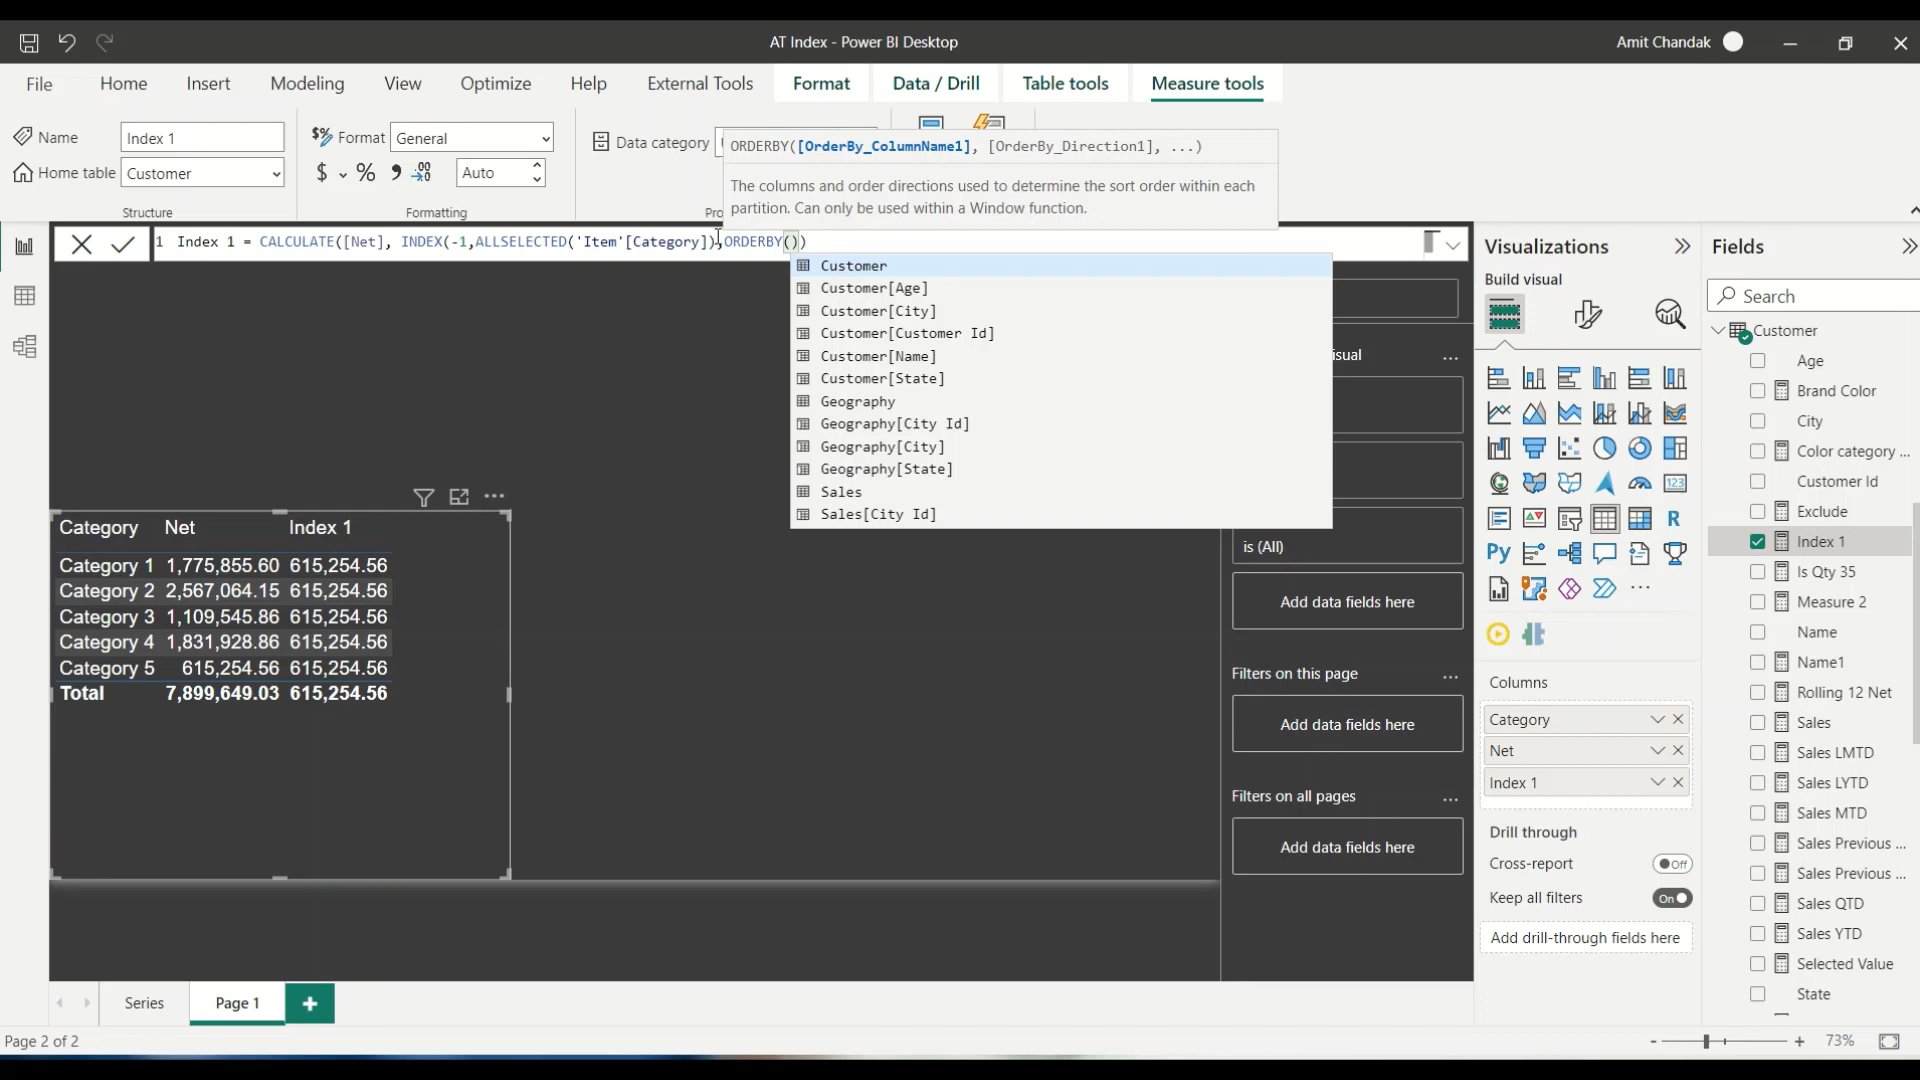 AT Index - Power BI Desktop
Amit Chandak
File Home Insert Modeling View Optimize Help External Tools Format Data / Drill Table tools Measure tools
Name Index 1
Format General
Data category
Home table Customer
$ % Auto
Structure
Formatting
ORDERBY([OrderBy_ColumnName1], [OrderBy_Direction1], ...)
The columns and order directions used to determine the sort order within each
partition. Can only be used within a Window function.
1 Index 1 = CALCULATE([Net], INDEX(-1,ALLSELECTED('Item'[Category]),ORDERBY())
Customer
Customer[Age]
Customer[City]
Customer[Customer Id]
Customer[Name]
Customer[State]
Geography
Geography[City Id]
Geography[City]
Geography[State]
Sales
Sales[City Id]
Category Net Index 1
Category 1 1,775,855.60 615,254.56
Category 2 2,567,064.15 615,254.56
Category 3 1,109,545.86 615,254.56
Category 4 1,831,928.86 615,254.56
Category 5 615,254.56 615,254.56
Total 7,899,649.03 615,254.56
is (All)
Add data fields here
Filters on this page
...
Add data fields here
Filters on all pages
...
Add data fields here
Visualizations
Build visual
123
R
Py
...
Columns
Category
Net
Index 1
Drill through
Cross-report
Off
Keep all filters
On
Add drill-through fields here
Fields
Search
Customer
Age
Brand Color
City
Color category ...
Customer Id
Exclude
Index 1
Is Qty 35
Measure 2
Name
Name1
Rolling 12 Net
Sales
Sales LMTD
Sales LYTD
Sales MTD
Sales Previous ...
Sales Previous ...
Sales QTD
Sales YTD
Selected Value
State
Series Page 1 +
Page 2 of 2
- + 73%